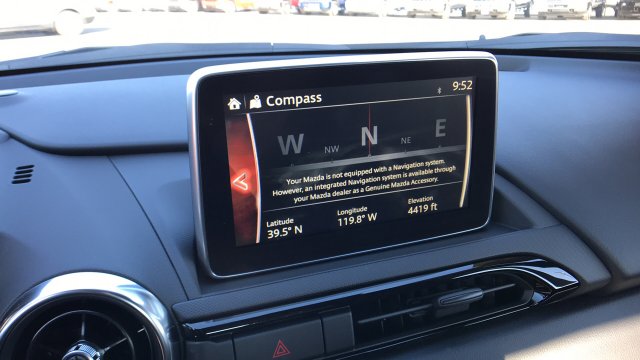 Compass
9:52
W NW N NE E
Your Mazda is not equipped with a Navigation system.
However, an integrated Navigation system is available through
your Mazda dealer as a Genuine Mazda Accessory.
Latitude Longitude Elevation
39.5° N 119.8° W 4419 ft